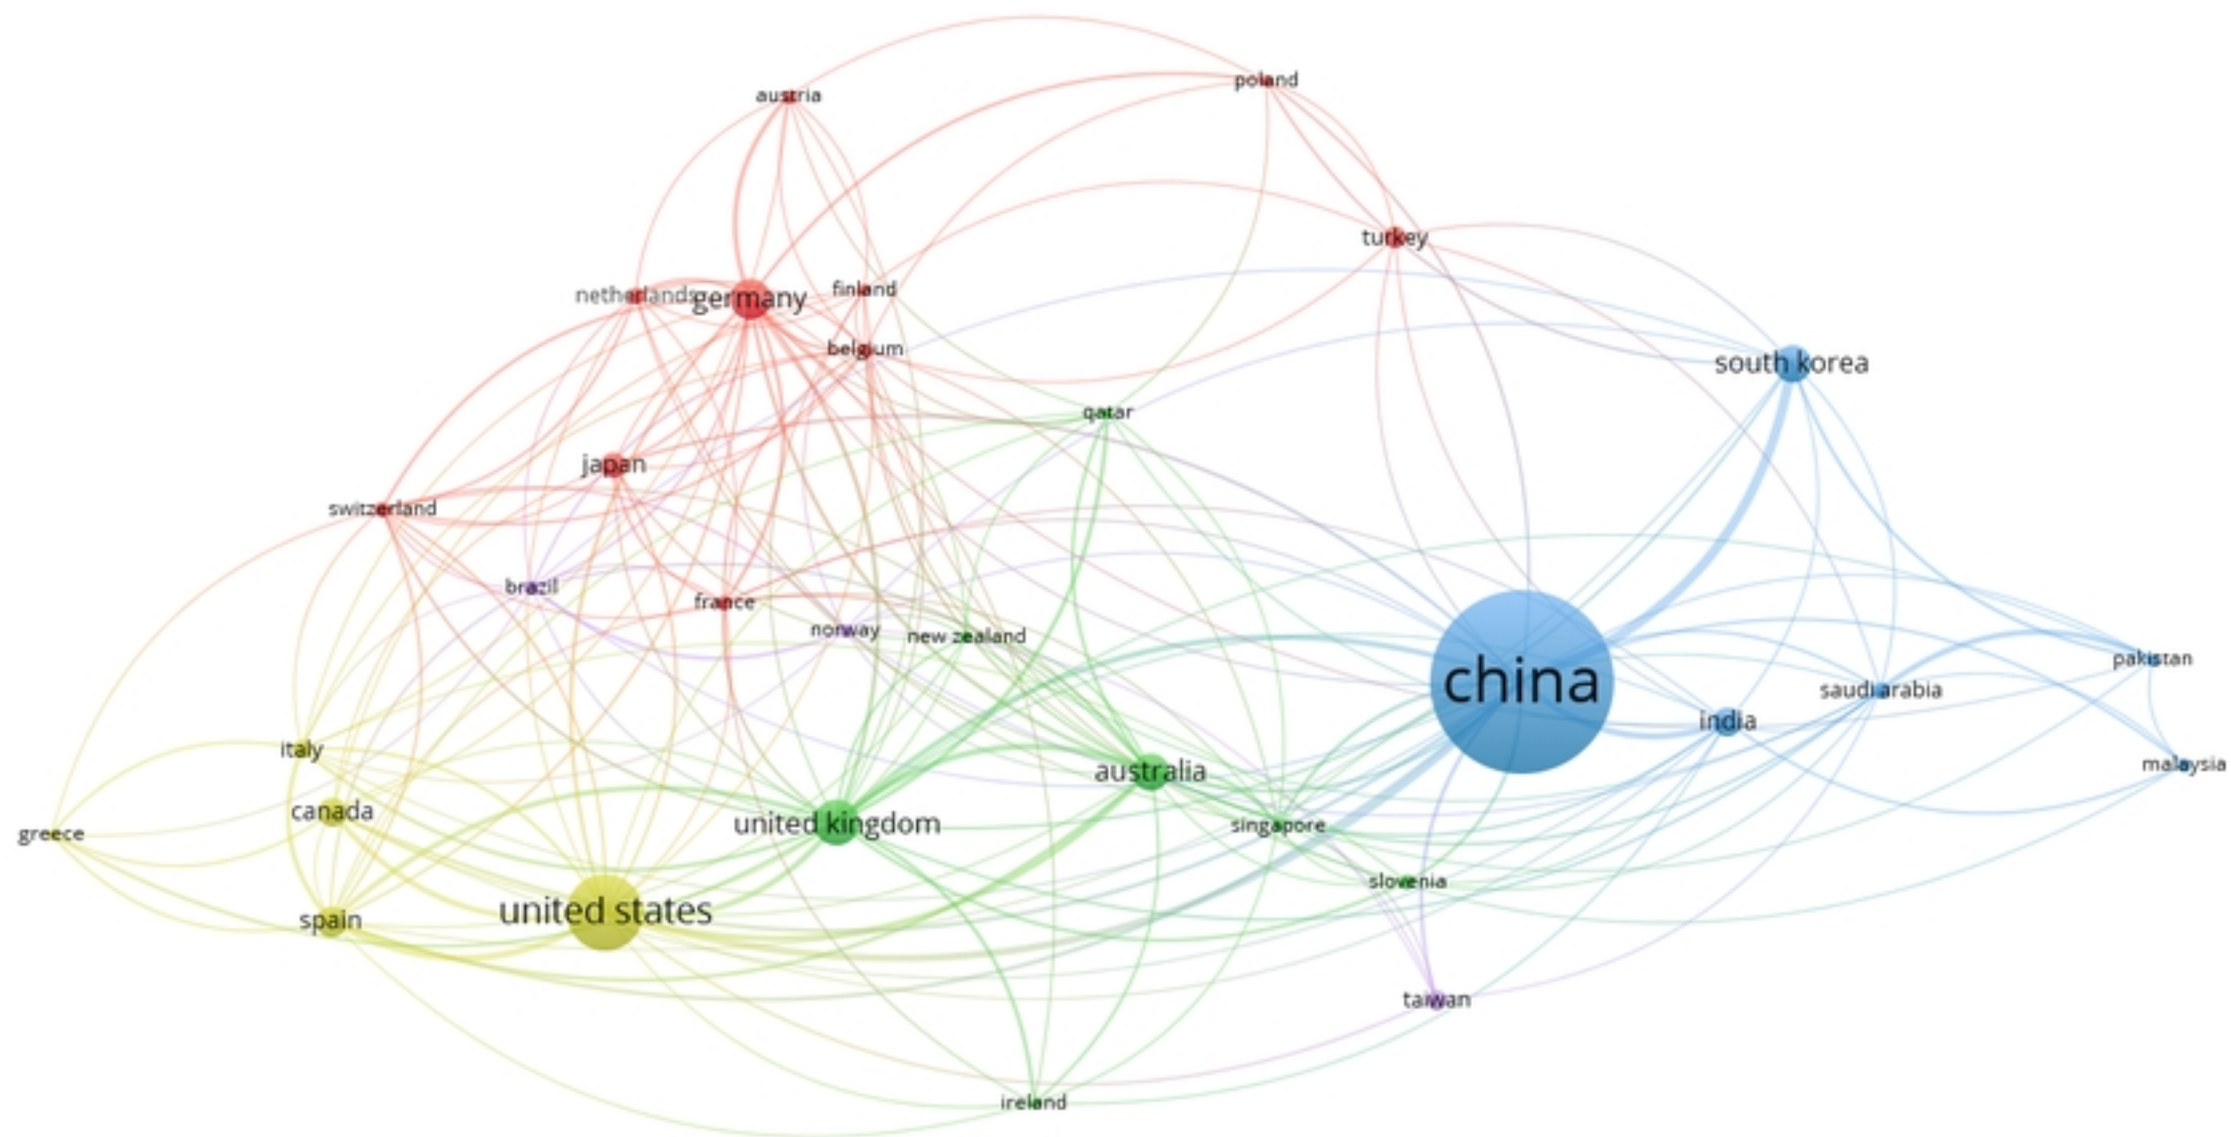 poland
austria
turkey
finland
netherlands
germany
belgium
south korea
qatar
japan
switzerland
brazil
france
norway
new zealand
pakistan
china
saudi arabia
india
italy
malaysia
australia
canada
united kingdom
singapore
greece
slovenia
united states
spain
taiwan
ireland